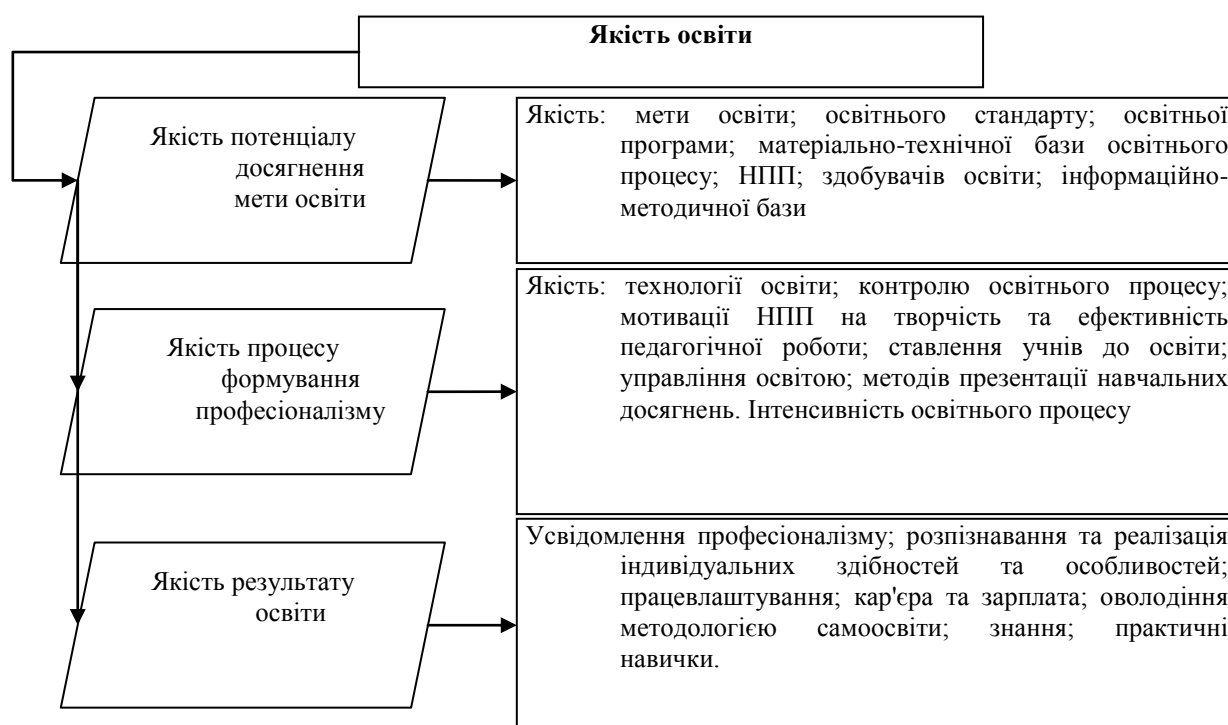 Якість освіти
Якість потенціалу
досягнення
мети освіти
Якість: мети освіти; освітнього стандарту; освітньої
програми; матеріально-технічної бази освітнього
процесу; НПП; здобувачів освіти; інформаційно-
методичної бази
Якість процесу
формування
професіоналізму
Якість: технології освіти; контролю освітнього процесу;
мотивації НПП на творчість та ефективність
педагогічної роботи; ставлення учнів до освіти;
управління освітою; методів презентації навчальних
досягнень. Інтенсивність освітнього процесу
Якість результату
освіти
Усвідомлення професіоналізму; розпізнавання та реалізація
індивідуальних здібностей та особливостей;
працевлаштування; кар'єра та зарплата; оволодіння
методологією самоосвіти; знання; практичні
навички.